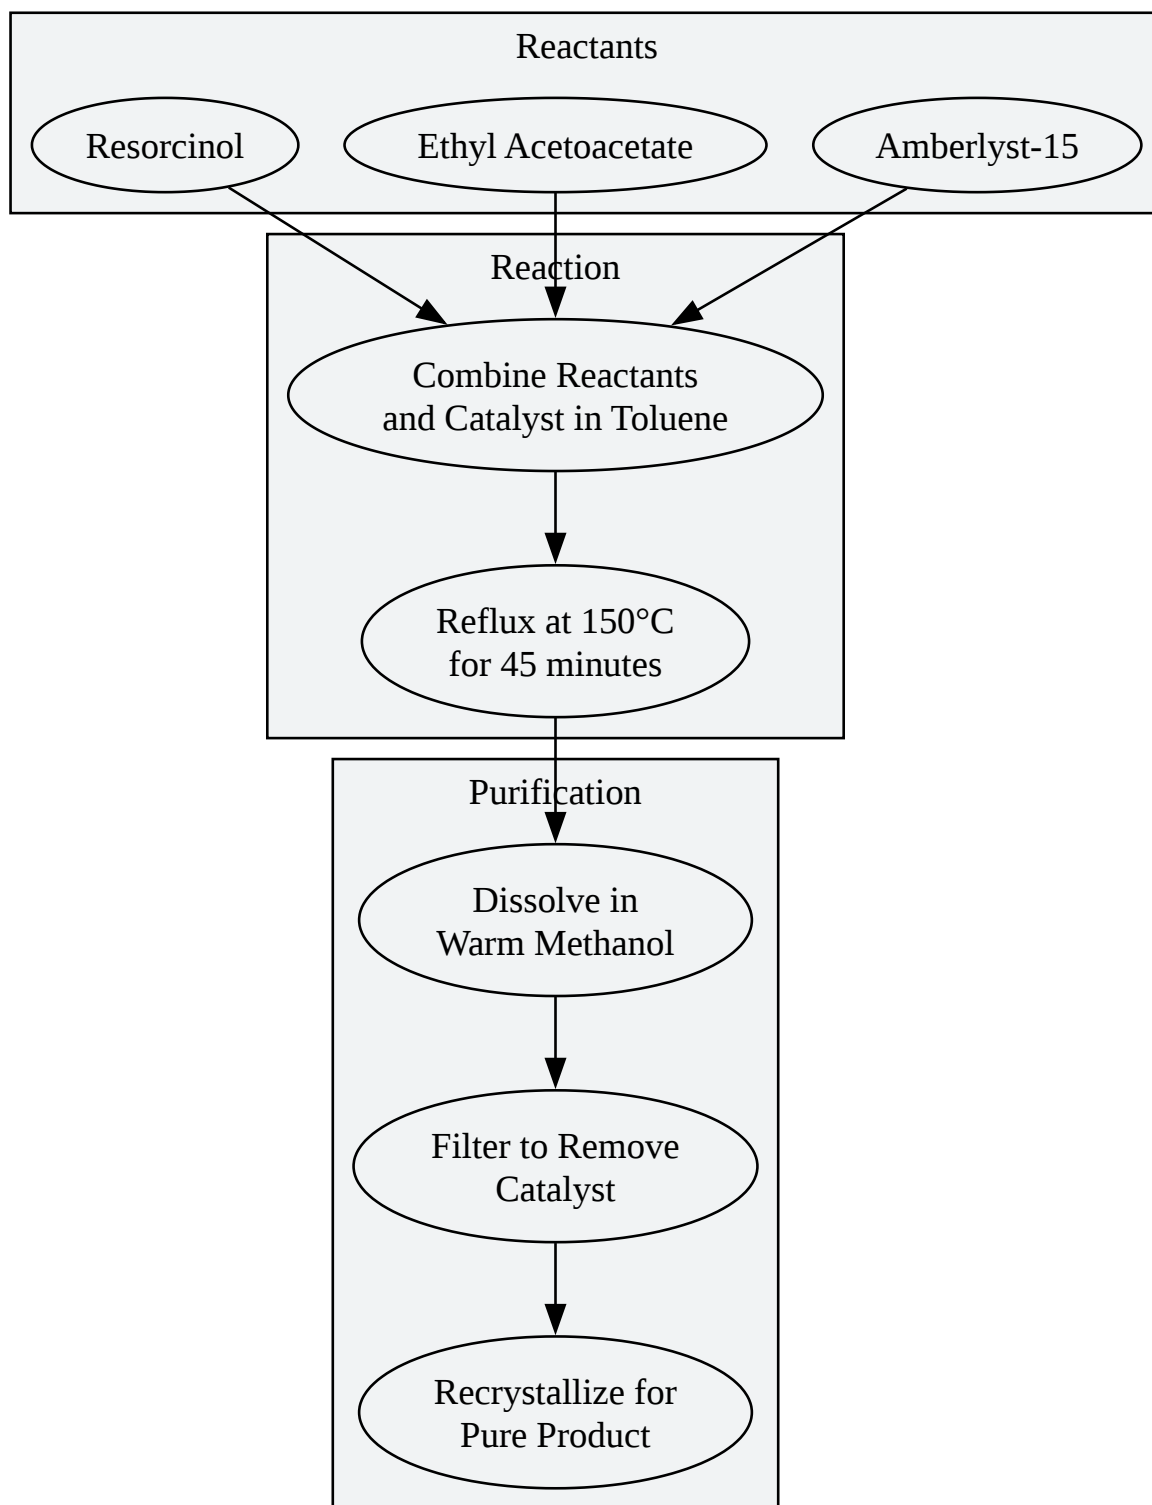 Reactants
Resorcinol
Ethyl Acetoacetate
Amberlyst-15
Reaction
Combine Reactants
and Catalyst in Toluene
Reflux at 150°C
for 45 minutes
Purification
Dissolve in
Warm Methanol
Filter to Remove
Catalyst
Recrystallize for
Pure Product